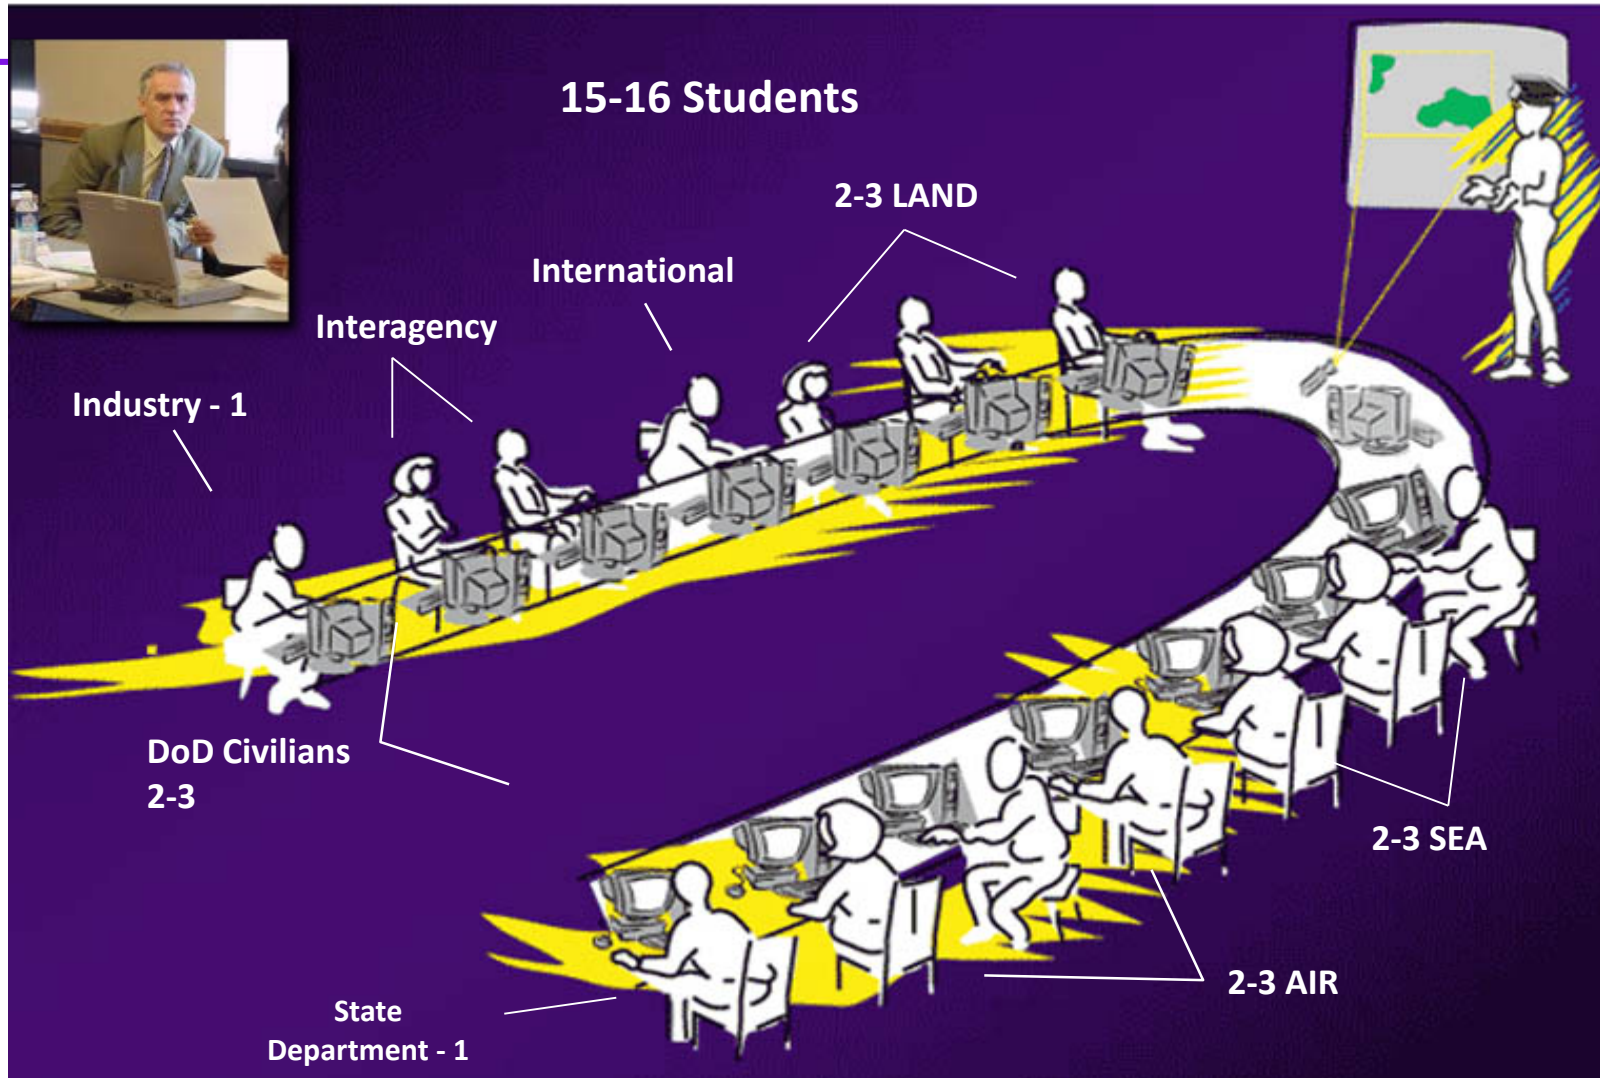 15-16 Students
2-3 LAND
International
Interagency
Industry - 1
DoD Civilians
2-3
2-3 SEA
2-3 AIR
State
Department - 1